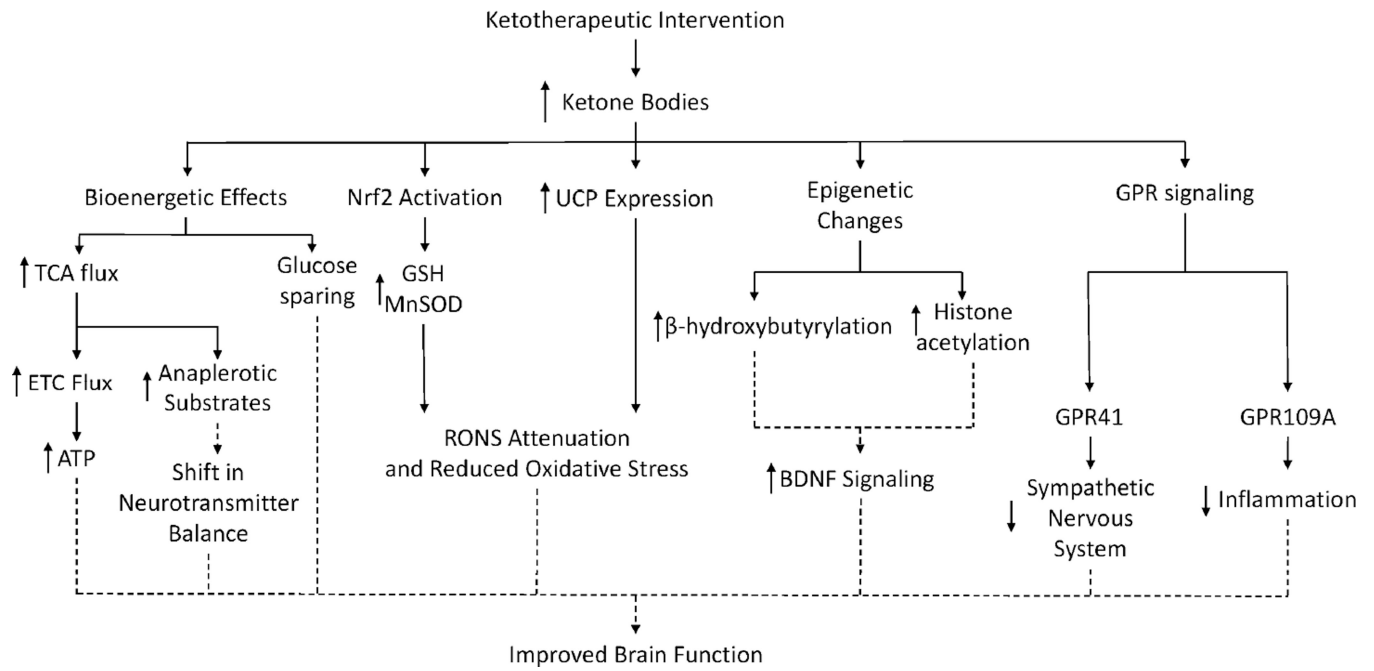 Ketotherapeutic Intervention
Ketone Bodies
Bioenergetic Effects
Nrf2 Activation
UCP Expression
Epigenetic
Changes
GPR signaling
TCA flux
Glucose
sparing
GSH
MnSOD
β-hydroxybutyrylation
Histone
acetylation
ETC Flux
Anaplerotic
Substrates
GPR41
GPR109A
ATP
Shift in
Neurotransmitter
Balance
RONS Attenuation
and Reduced Oxidative Stress
BDNF Signaling
Sympathetic
Nervous
System
Inflammation
Improved Brain Function